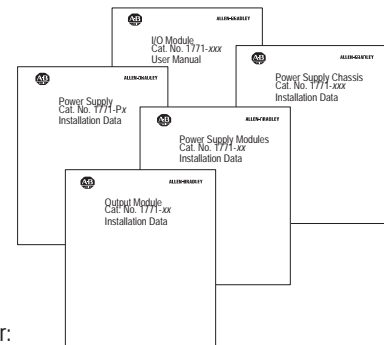 ALLEN-BRADLEY
I/O Module
Cat. No. 1771-xxx
User Manual
ALLEN-BRADLEY
Power Supply Chassis
Cat. No. 1771-xxx
Installation Data
ALLEN-BRADLEY
Power Supply
Cat. No. 1771-Px
Installation Data
ALLEN-BRADLEY
Power Supply Modules
Cat. No. 1771-xx
Installation Data
ALLEN-BRADLEY
Output Module
Cat. No. 1771-xx
Installation Data
r: